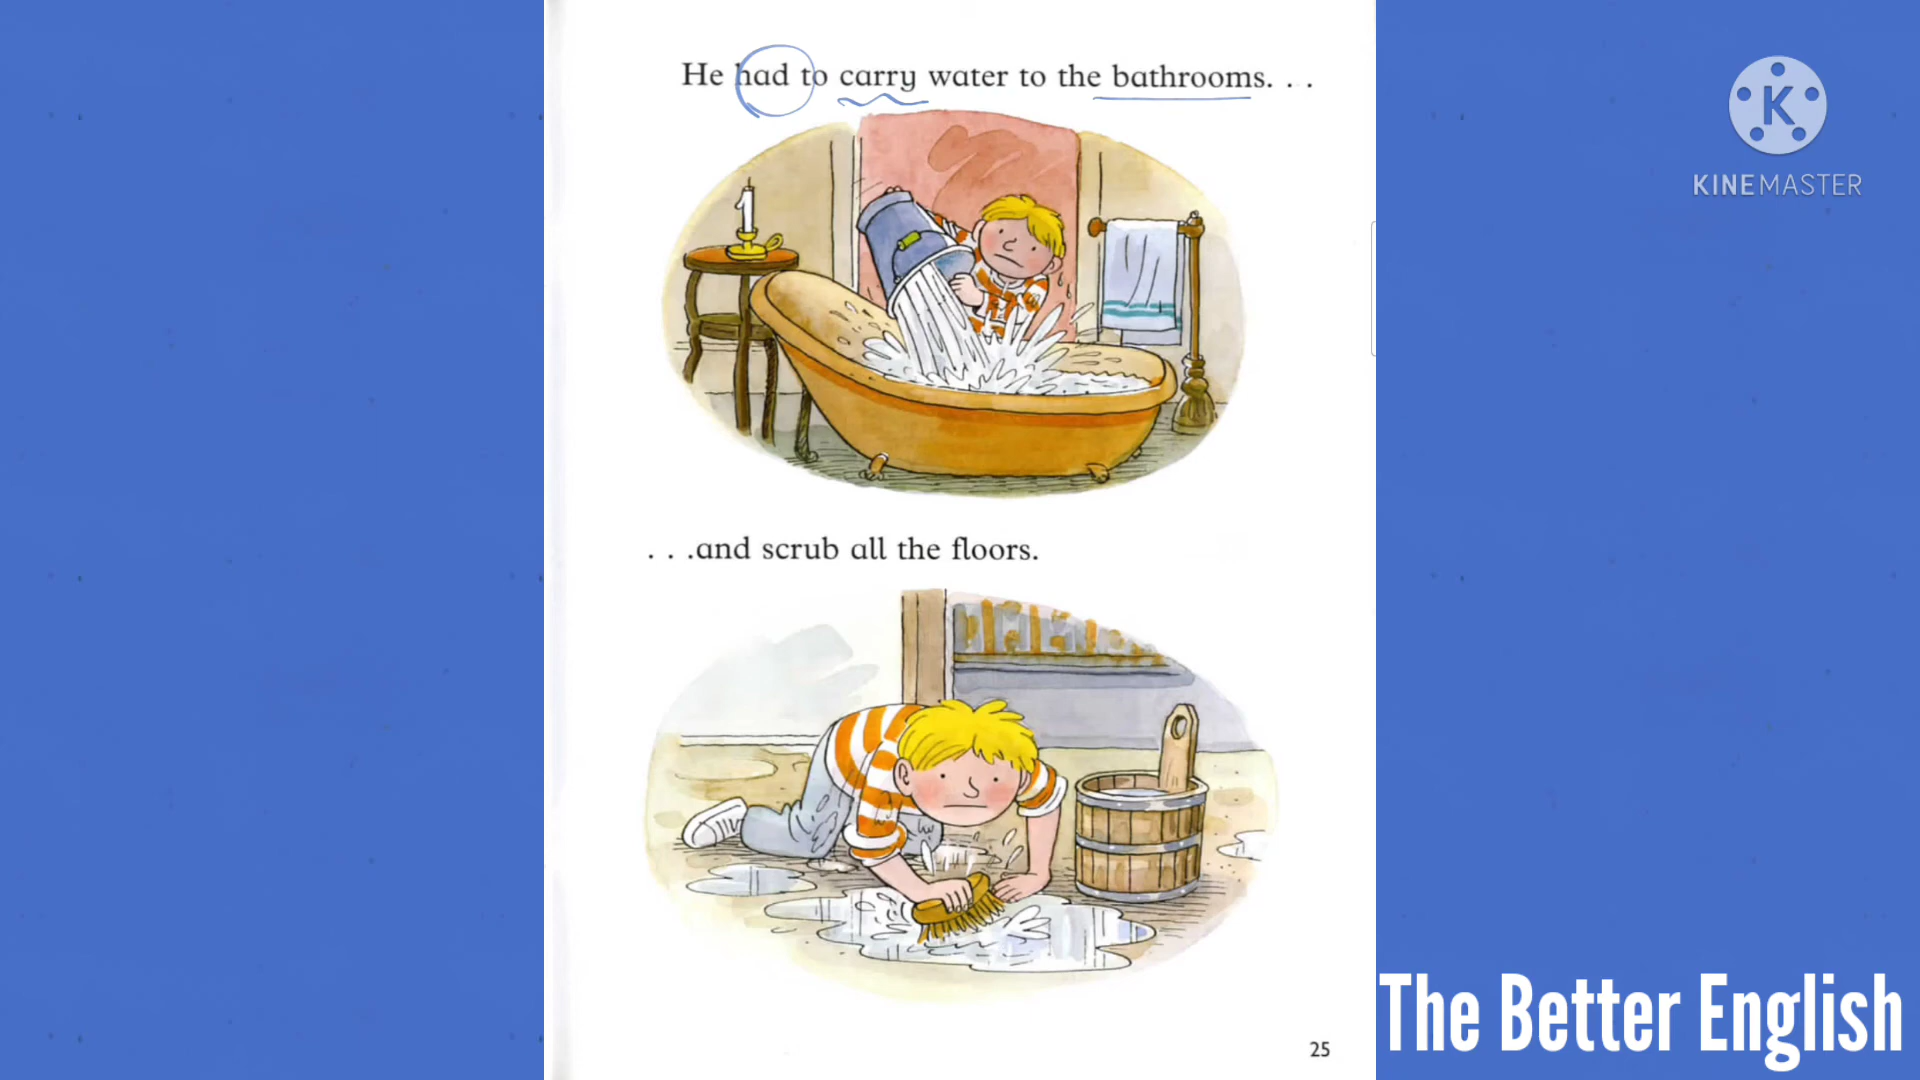 He had to carry water to the bathrooms. . .
K
KINEMASTER
. . .and scrub all the floors.
25
The Better English